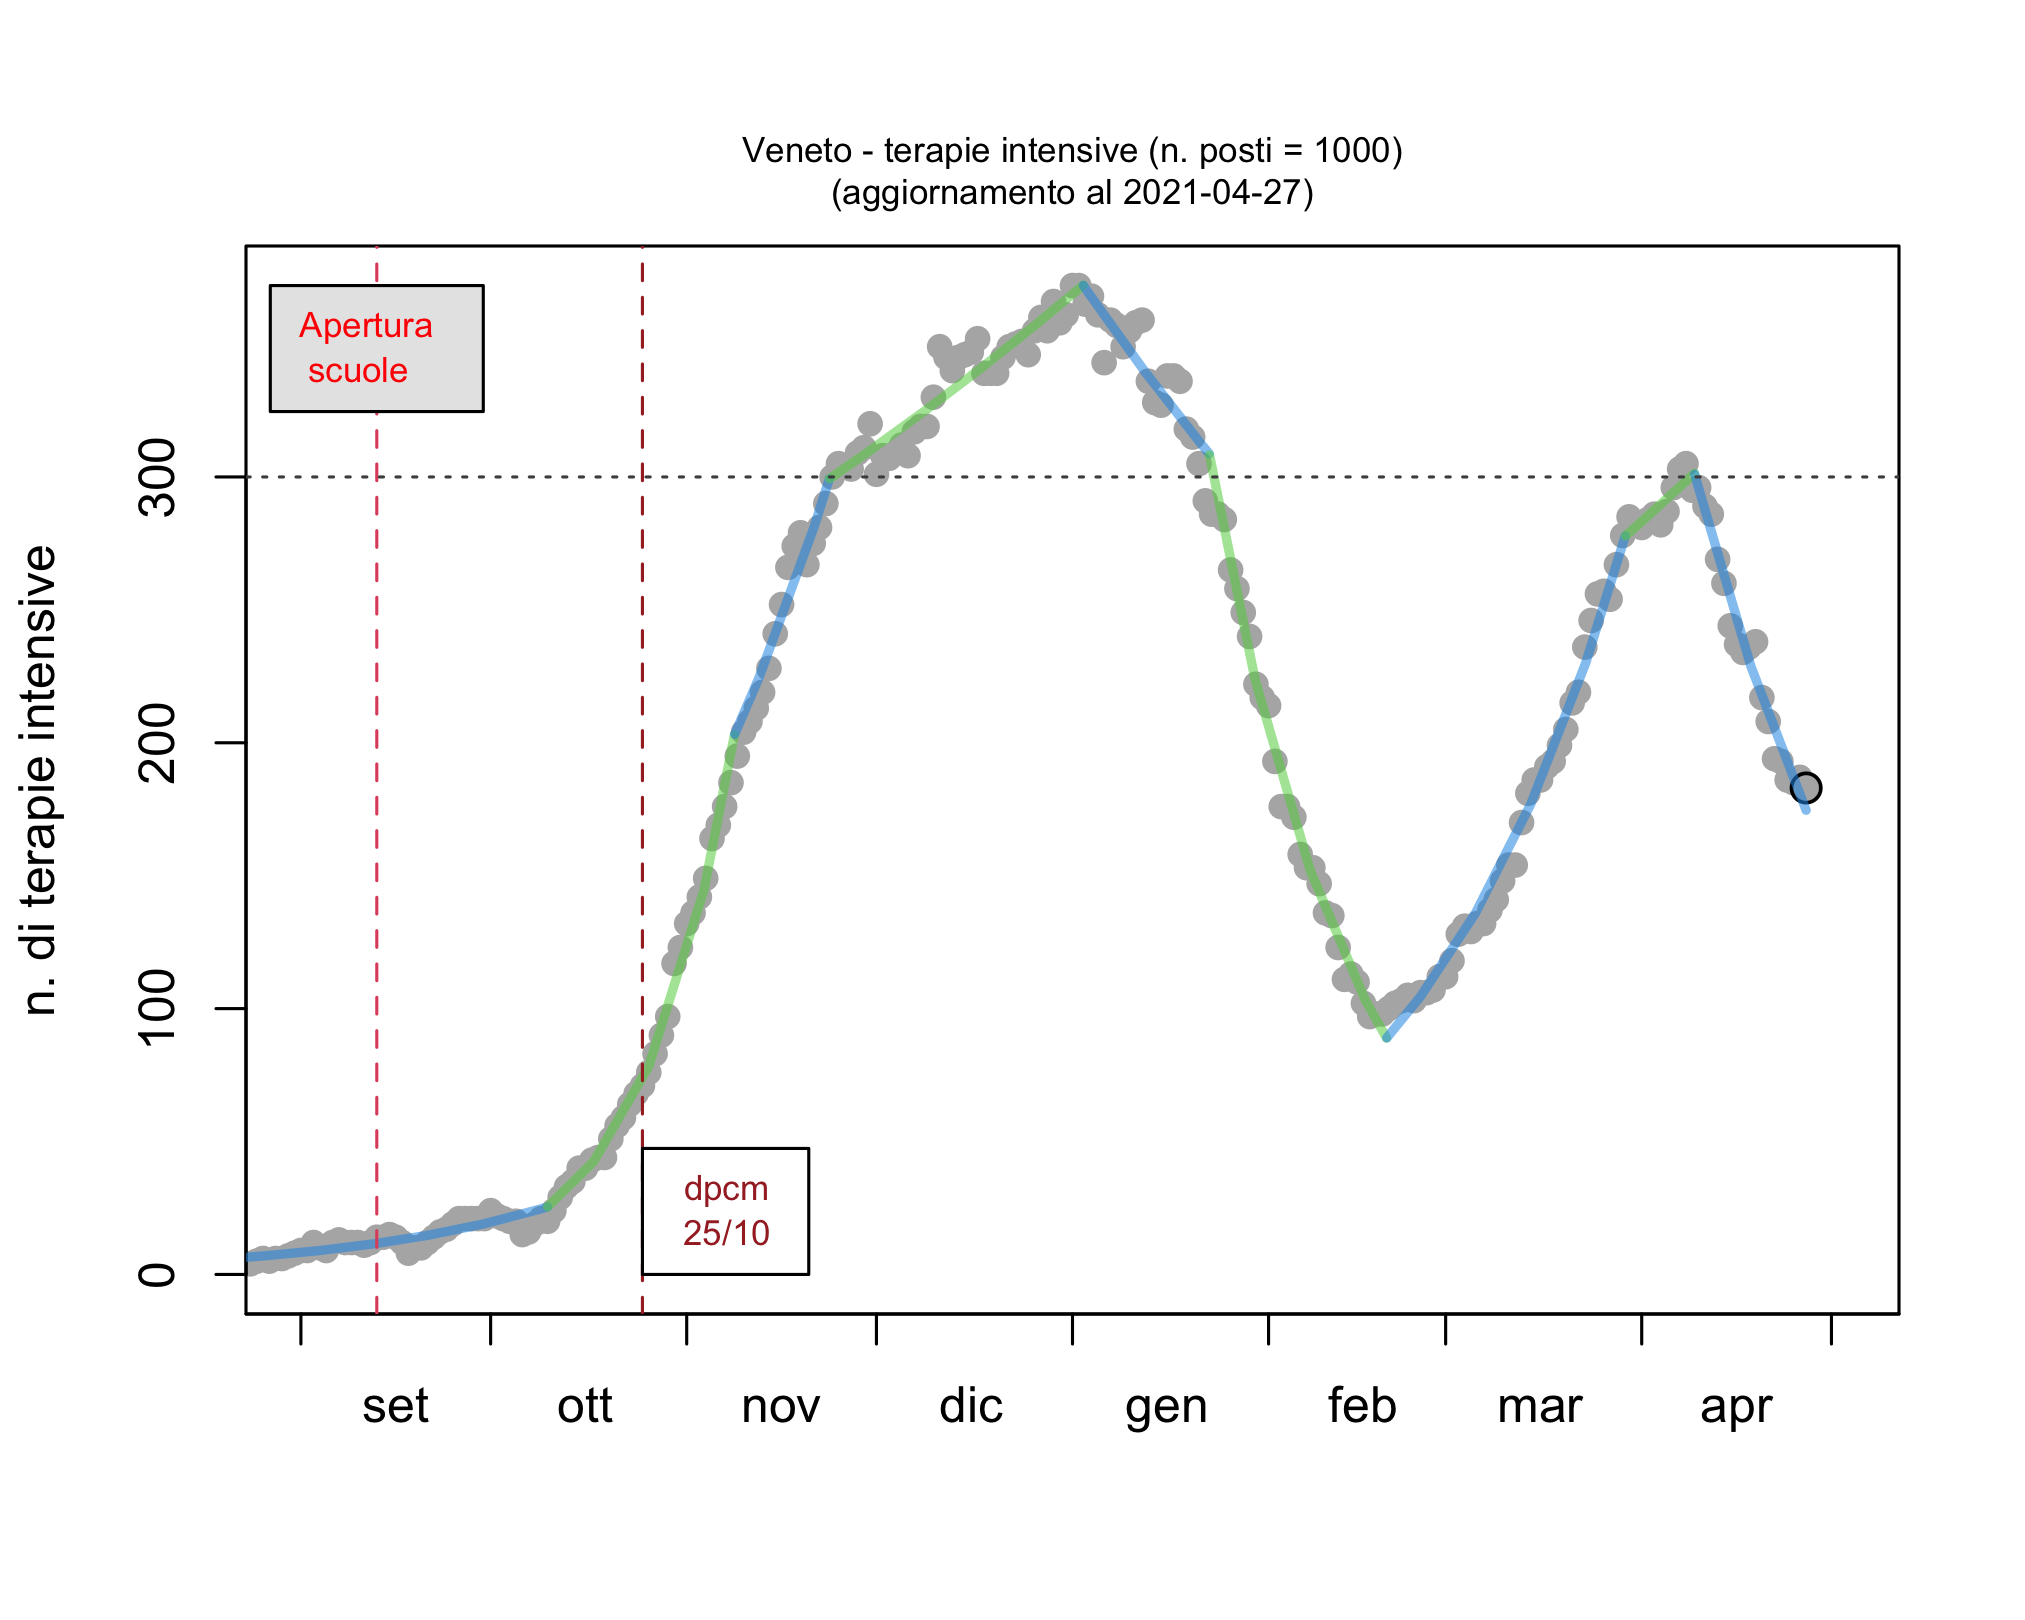 Veneto - terapie intensive (n. posti = 1000)
(aggiornamento al 2021-04-27)
Apertura
scuole
n. di terapie intensive
300
200
100
0
dpcm
25/10
set ott nov dic gen feb mar apr